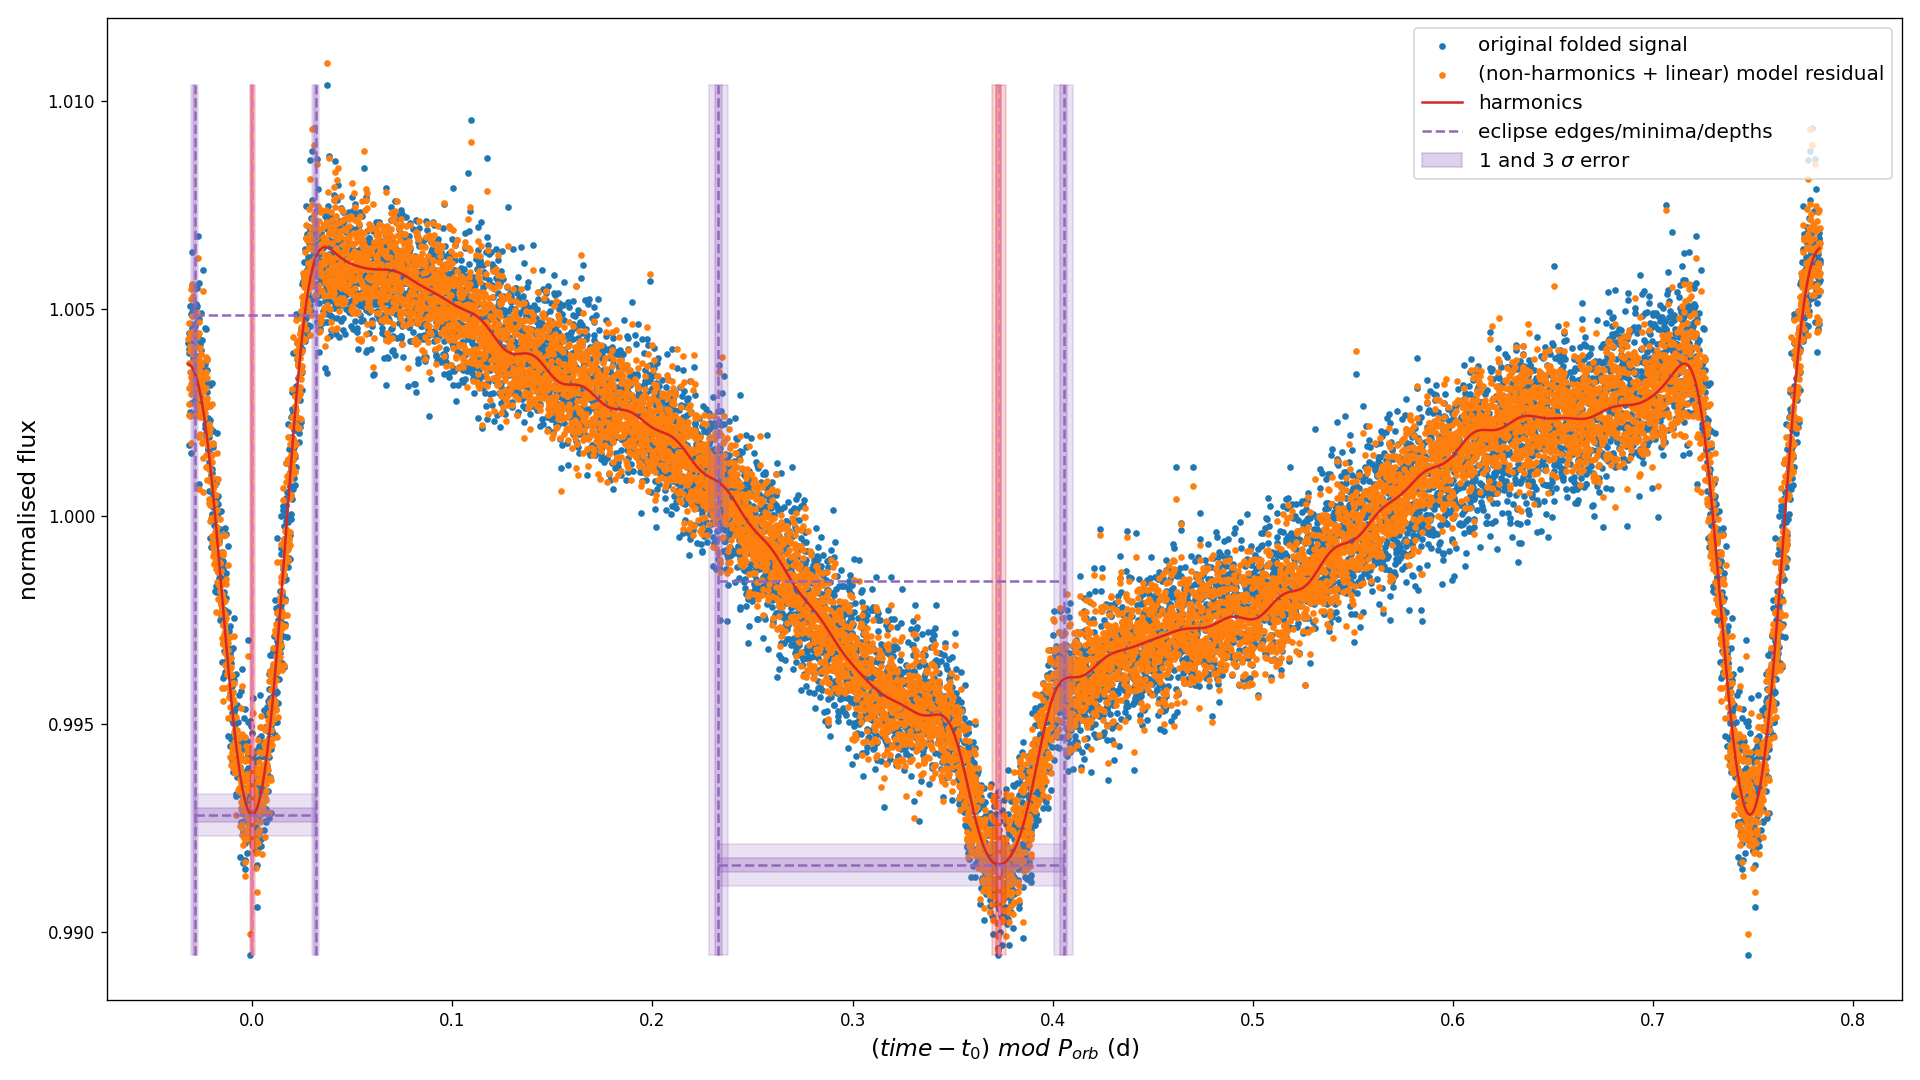 original folded signal
(non-harmonics + linear) model residual
harmonics
eclipse edges/minima/depths
1 and 3 σ error
normalised flux
1.010
1.005
1.000
0.995
0.990
0.0 0.1 0.2 0.3 0.4 0.5 0.6 0.7 0.8
(time − t₀) mod Pₒᵣb (d)